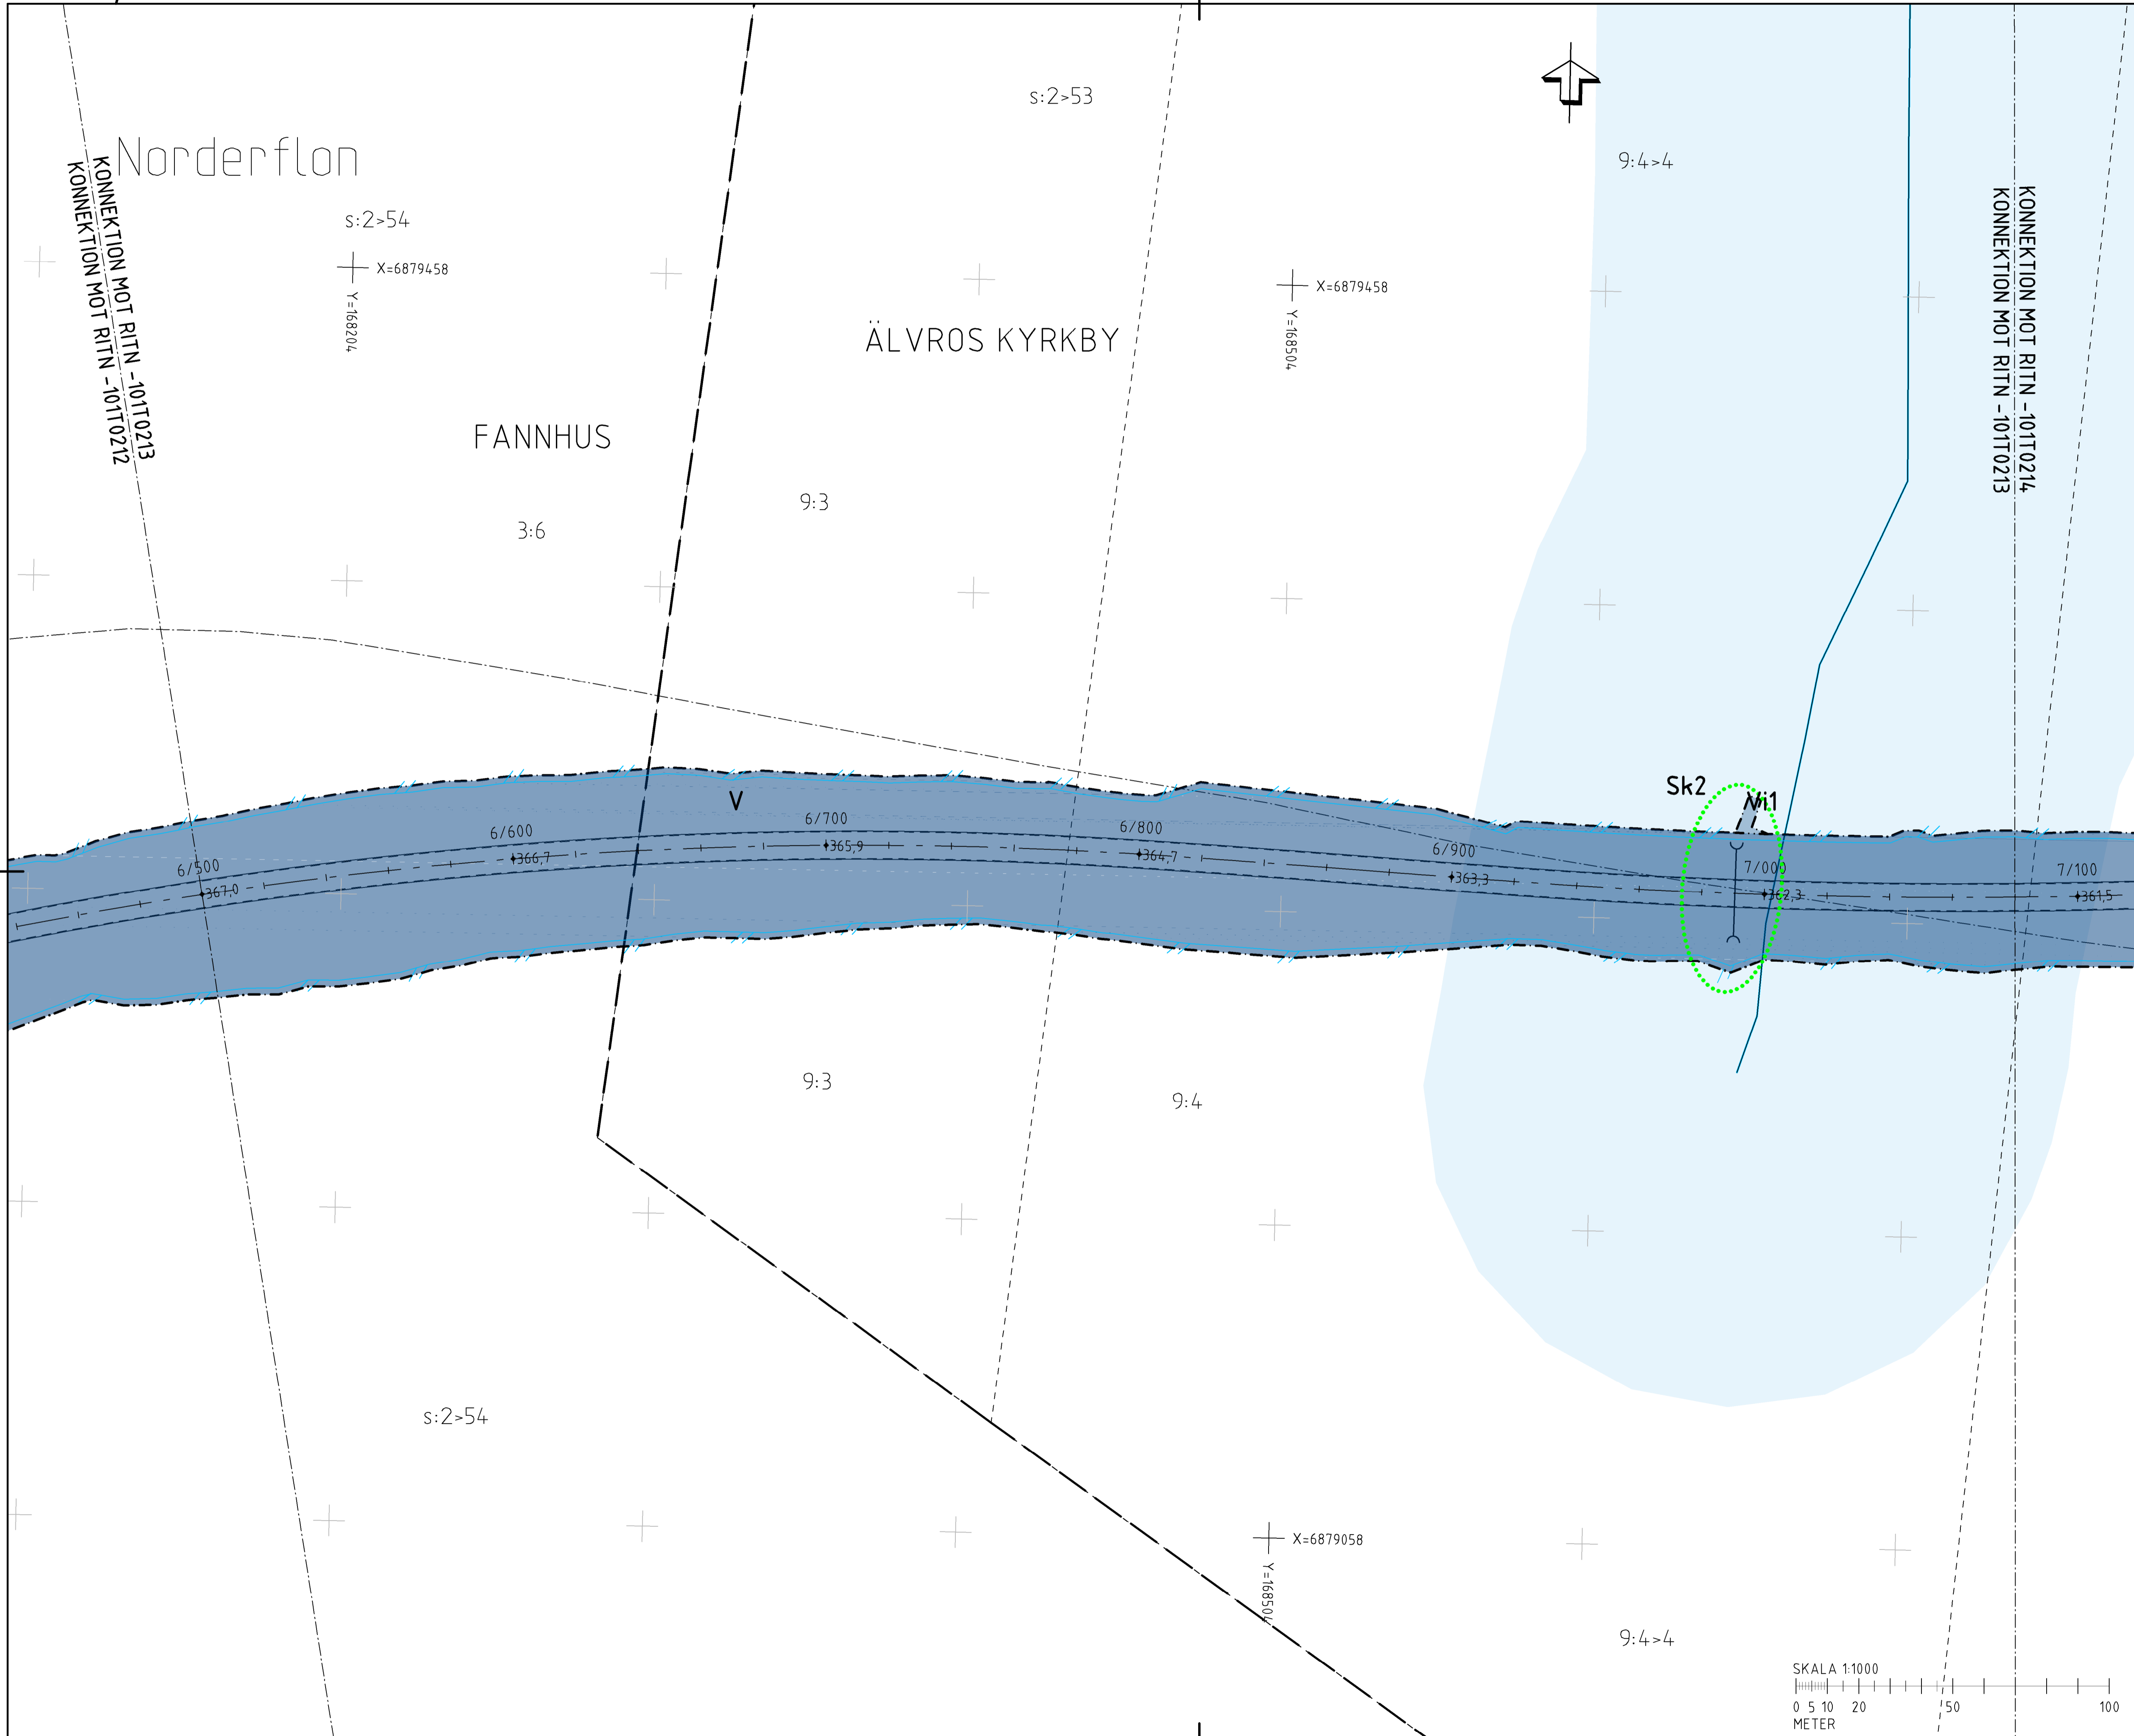 s:2>53
Norderflon
9:4>4
KONNEKTION MOT RITN -101T0213
KONNEKTION MOT RITN -101T0212
KONNEKTION MOT RITN -101T0214
KONNEKTION MOT RITN -101T0213
s:2>54
X=6879458
Y=168204
X=6879458
Y=168504
ÄLVROS KYRKBY
FANNHUS
9:3
3:6
Sk2
Vi1
V
6/500
6/600
6/700
6/800
6/900
7/000
7/100
367,0
366,7
365,9
364,7
363,3
362,3
361,5
9:3
9:4
s:2>54
X=6879058
Y=168504
9:4>4
SKALA 1:1000
0 5 10 20 50 100
METER